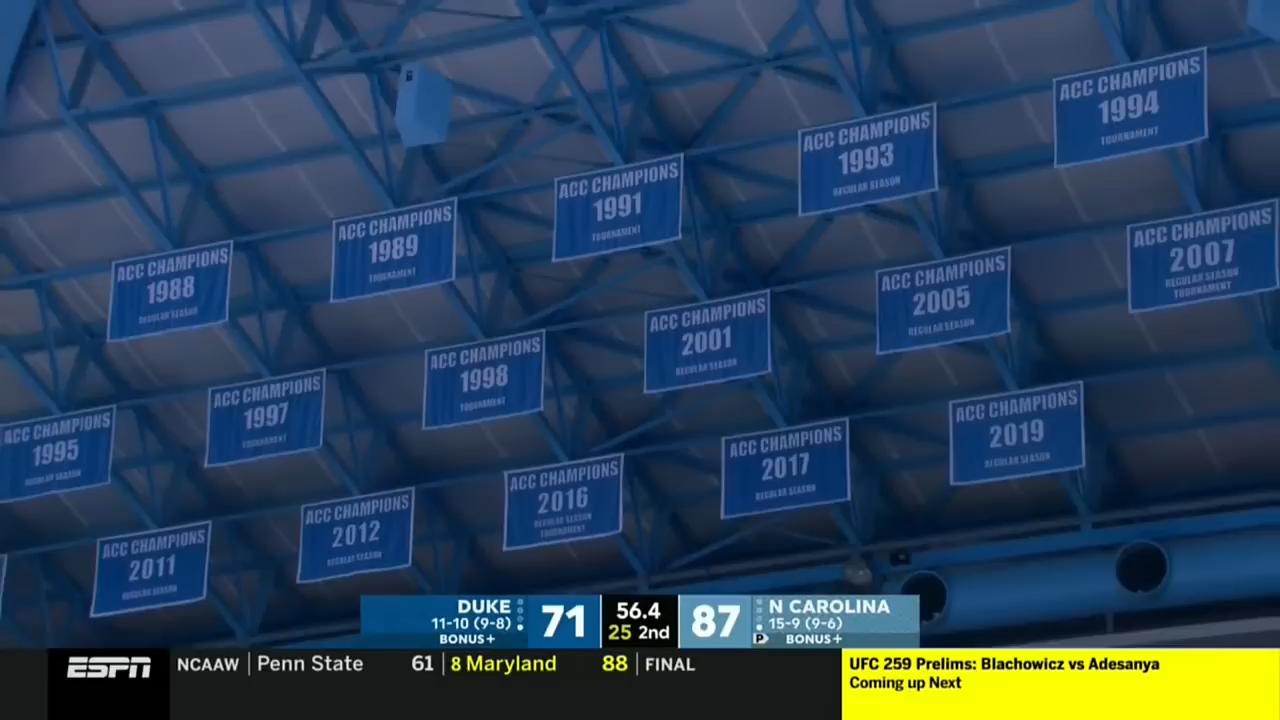 ACC CHAMPIONS
1994
TOURNAMENT
ACC CHAMPIONS
1993
REGULAR SEASON
ACC CHAMPIONS
1991
TOURNAMENT
ACC CHAMPIONS
1989
TOURNAMENT
ACC CHAMPIONS
1988
REGULAR SEASON
ACC CHAMPIONS
2007
REGULAR SEASON
TOURNAMENT
ACC CHAMPIONS
2005
REGULAR SEASON
ACC CHAMPIONS
2001
REGULAR SEASON
ACC CHAMPIONS
1998
TOURNAMENT
ACC CHAMPIONS
1997
TOURNAMENT
ACC CHAMPIONS
1995
REGULAR SEASON
ACC CHAMPIONS
2019
REGULAR SEASON
ACC CHAMPIONS
2017
REGULAR SEASON
ACC CHAMPIONS
2016
REGULAR SEASON
TOURNAMENT
ACC CHAMPIONS
2012
REGULAR SEASON
ACC CHAMPIONS
2011
REGULAR SEASON
DUKE 71 56.4 87 N CAROLINA
11-10 (9-8) 25 2nd 15-9 (9-6)
BONUS+ P BONUS+
ESPN NCAAW Penn State 61 8 Maryland 88 FINAL
UFC 259 Prelims: Blachowicz vs Adesanya
Coming up Next